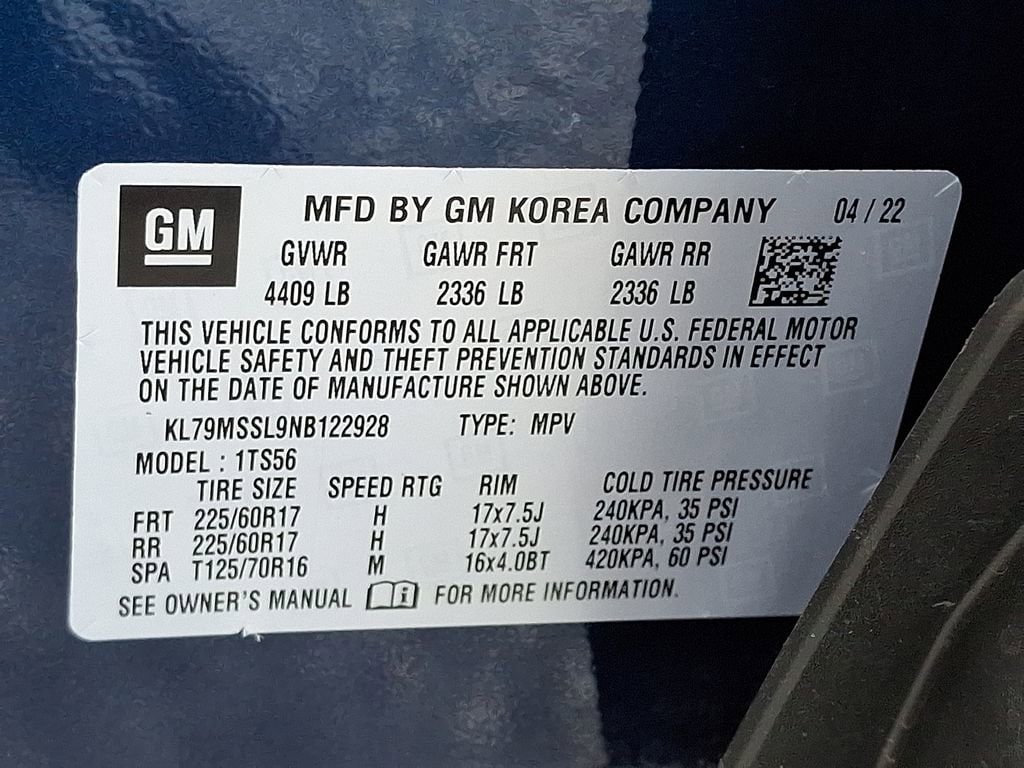 GM
MFD BY GM KOREA COMPANY 04/22
GVWR GAWR FRT GAWR RR
4409 LB 2336 LB 2336 LB
THIS VEHICLE CONFORMS TO ALL APPLICABLE U.S. FEDERAL MOTOR
VEHICLE SAFETY AND THEFT PREVENTION STANDARDS IN EFFECT
ON THE DATE OF MANUFACTURE SHOWN ABOVE.
KL79MSSL9NB122928 TYPE: MPV
MODEL : 1TS56
TIRE SIZE SPEED RTG RIM COLD TIRE PRESSURE
FRT 225/60R17 H 17x7.5J 240KPA, 35 PSI
RR 225/60R17 H 17x7.5J 240KPA, 35 PSI
SPA T125/70R16 M 16x4.0BT 420KPA, 60 PSI
SEE OWNER'S MANUAL i FOR MORE INFORMATION.